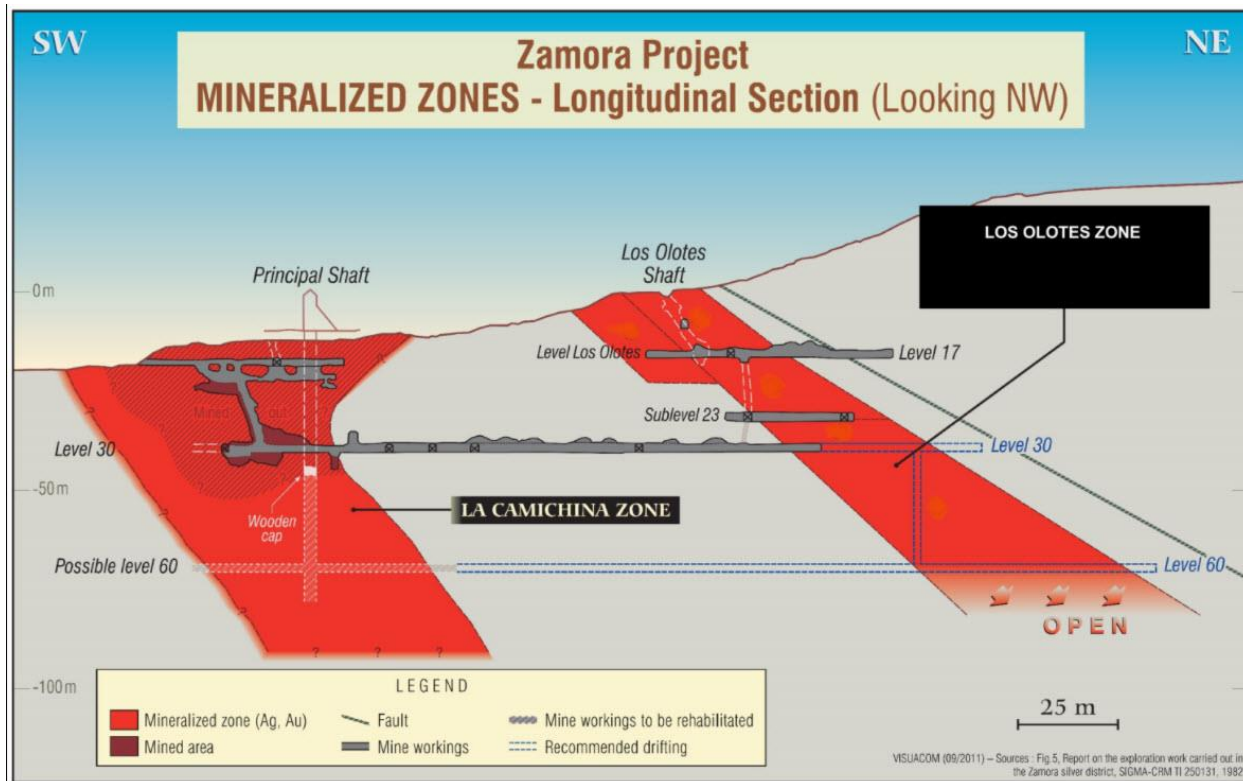 SW
NE
Zamora Project
MINERALIZED ZONES - Longitudinal Section (Looking NW)
LOS OLOTES ZONE
Los Olotes
Shaft
Principal Shaft
0m
Level Los Olotes
Level 17
Mined out ?
Sublevel 23
Level 30
Level 30
-50m
Wooden
cap
LA CAMICHINA ZONE
Possible level 60
Level 60
OPEN
? ? ?
-100m
LEGEND
Mineralized zone (Ag, Au)
Fault
Mine workings to be rehabilitated
Mined area
Mine workings
Recommended drifting
25 m
VISUACOM (09/2011) – Sources : Fig.5, Report on the exploration work carried out in
the Zamora silver district, SIGMA-CRM TI 250131, 1982